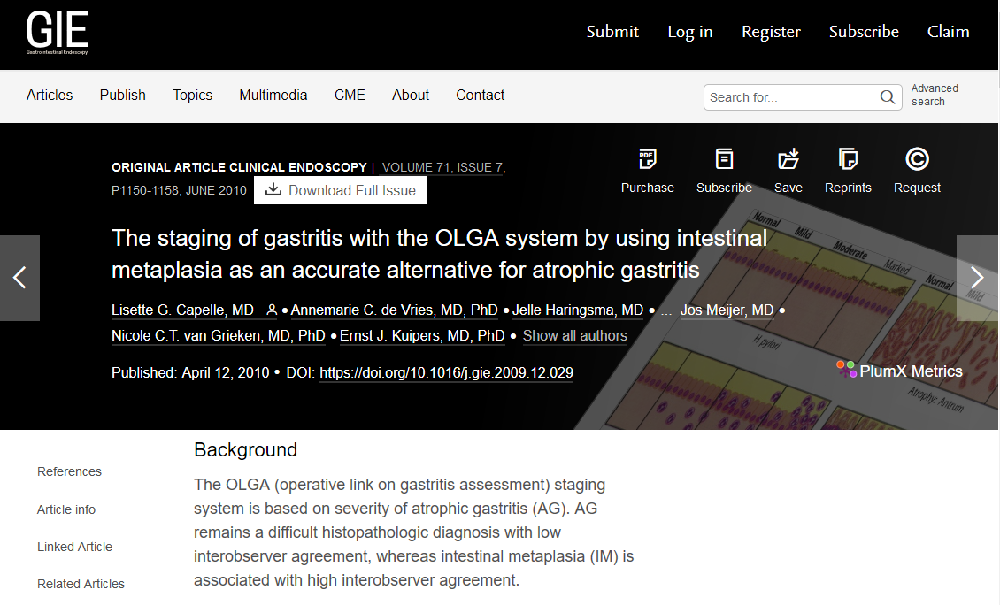 GIE
Gastrointestinal Endoscopy
Submit Log in Register Subscribe Claim
Articles Publish Topics Multimedia CME About Contact
Search for...
Advanced
search
ORIGINAL ARTICLE CLINICAL ENDOSCOPY | VOLUME 71, ISSUE 7,
P1150-1158, JUNE 2010 Download Full Issue
PDF
Purchase Subscribe Save Reprints Request
The staging of gastritis with the OLGA system by using intestinal
metaplasia as an accurate alternative for atrophic gastritis
Lisette G. Capelle, MD • Annemarie C. de Vries, MD, PhD • Jelle Haringsma, MD • ... Jos Meijer, MD •
Nicole C.T. van Grieken, MD, PhD • Ernst J. Kuipers, MD, PhD • Show all authors
Published: April 12, 2010 • DOI: https://doi.org/10.1016/j.gie.2009.12.029
Normal Mild Moderate Marked
Normal Mild
H pylori
Atrophy: Antrum
PlumX Metrics
References
Article info
Linked Article
Related Articles
Background
The OLGA (operative link on gastritis assessment) staging
system is based on severity of atrophic gastritis (AG). AG
remains a difficult histopathologic diagnosis with low
interobserver agreement, whereas intestinal metaplasia (IM) is
associated with high interobserver agreement.